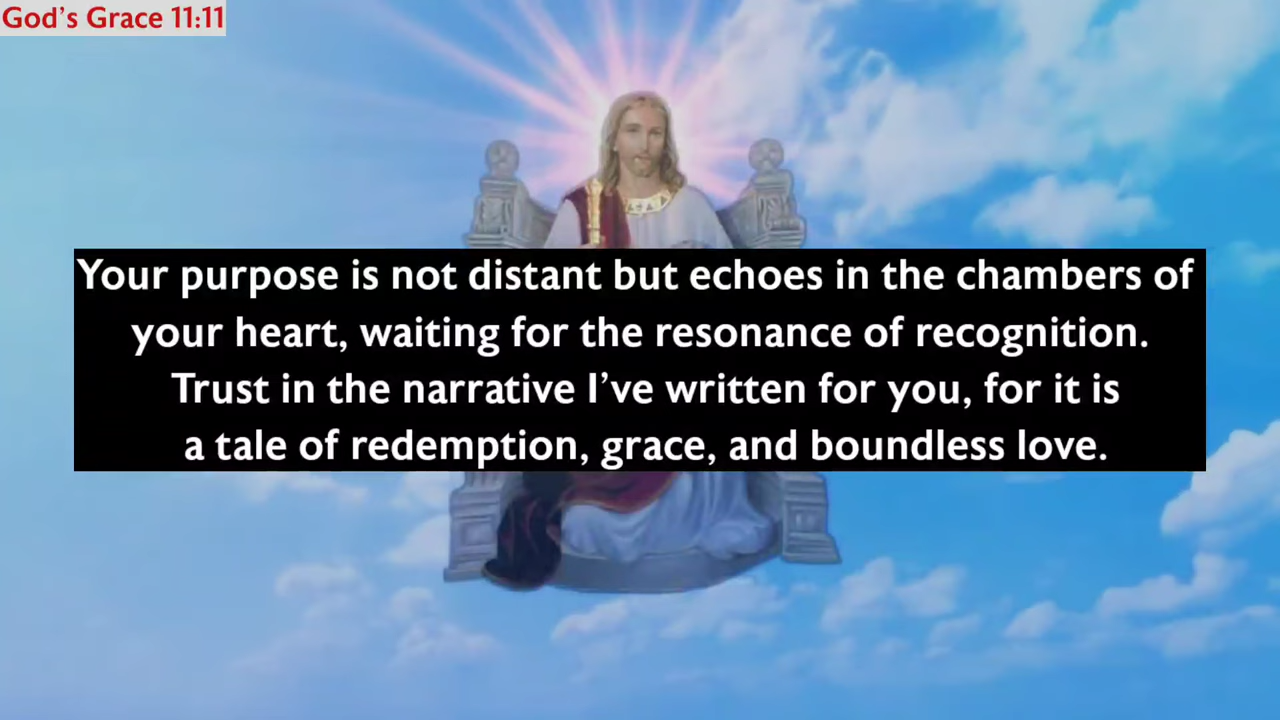 God's Grace 11:11
Your purpose is not distant but echoes in the chambers of
your heart, waiting for the resonance of recognition.
Trust in the narrative I've written for you, for it is
a tale of redemption, grace, and boundless love.